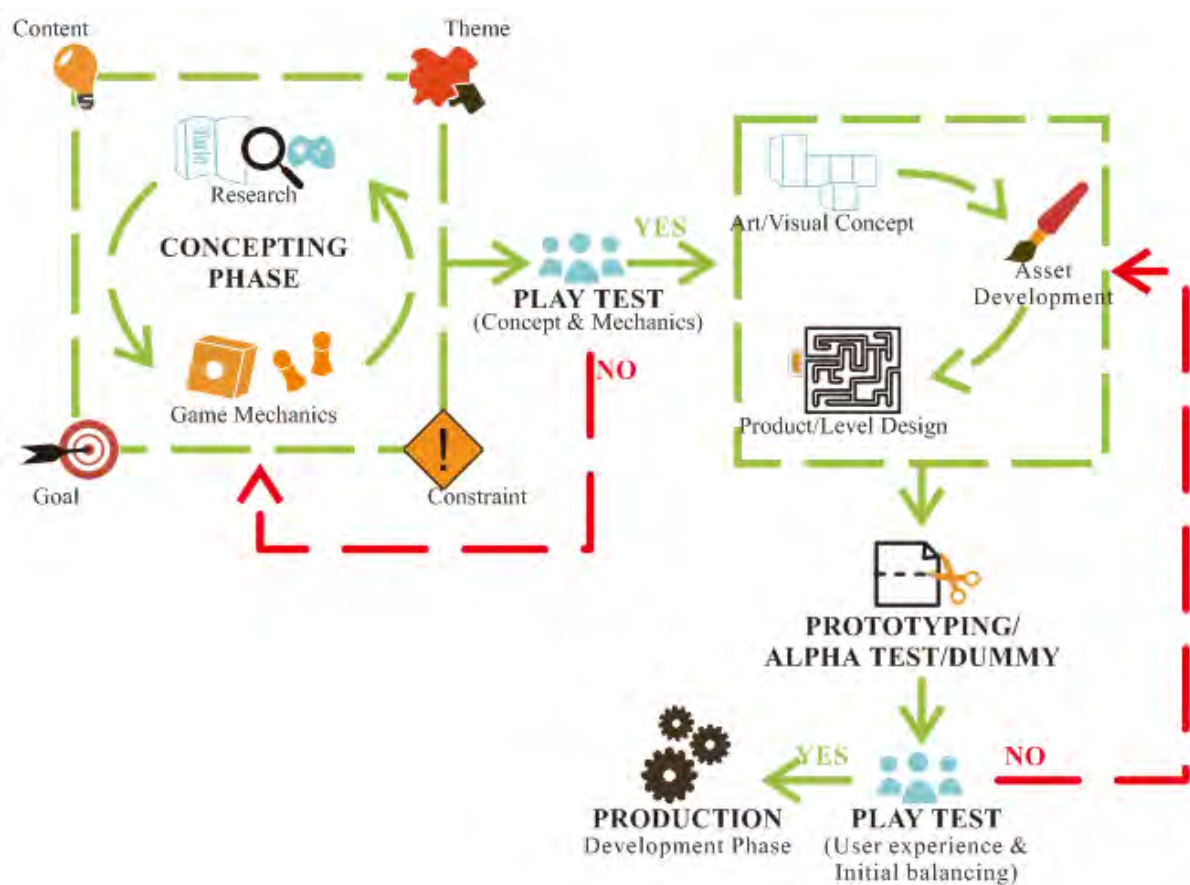 Content
Theme
Research
CONCEPTING
PHASE
Game Mechanics
Goal
Constraint
PLAY TEST
(Concept & Mechanics)
YES
NO
Art/Visual Concept
Asset
Development
Product/Level Design
PROTOTYPING/
ALPHA TEST/DUMMY
YES
NO
PRODUCTION
Development Phase
PLAY TEST
(User experience &
Initial balancing)